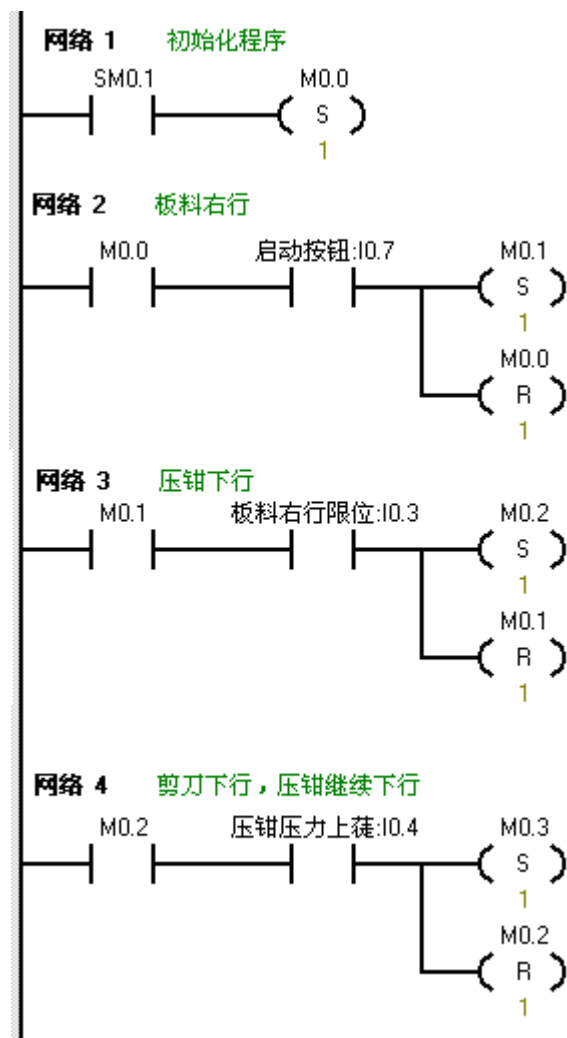 网络 1 初始化程序
SM0.1 M0.0
S
1
网络 2 板料右行
M0.0 启动按钮:I0.7 M0.1
S
1
M0.0
R
1
网络 3 压钳下行
M0.1 板料右行限位:I0.3 M0.2
S
1
M0.1
R
1
网络 4 剪刀下行，压钳继续下行
M0.2 压钳压力上蓷:I0.4 M0.3
S
1
M0.2
R
1